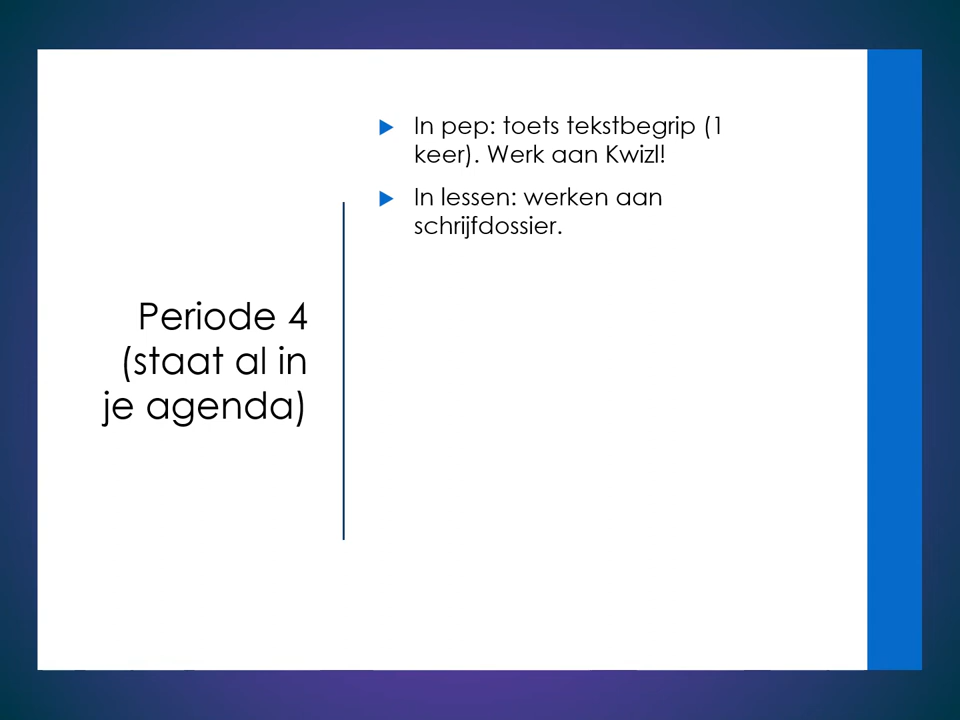 Periode 4
(staat al in
je agenda)
In pep: toets tekstbegrip (1
keer). Werk aan Kwizl!
In lessen: werken aan
schrijfdossier.